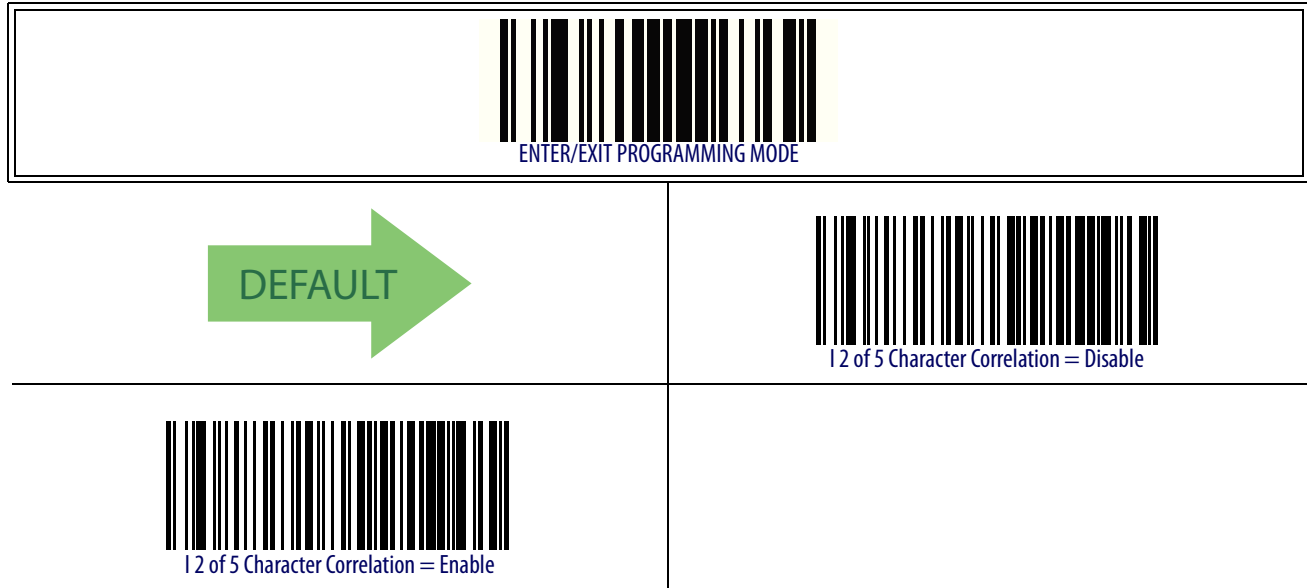 ENTER/EXIT PROGRAMMING MODE
DEFAULT
I 2 of 5 Character Correlation = Disable
I 2 of 5 Character Correlation = Enable